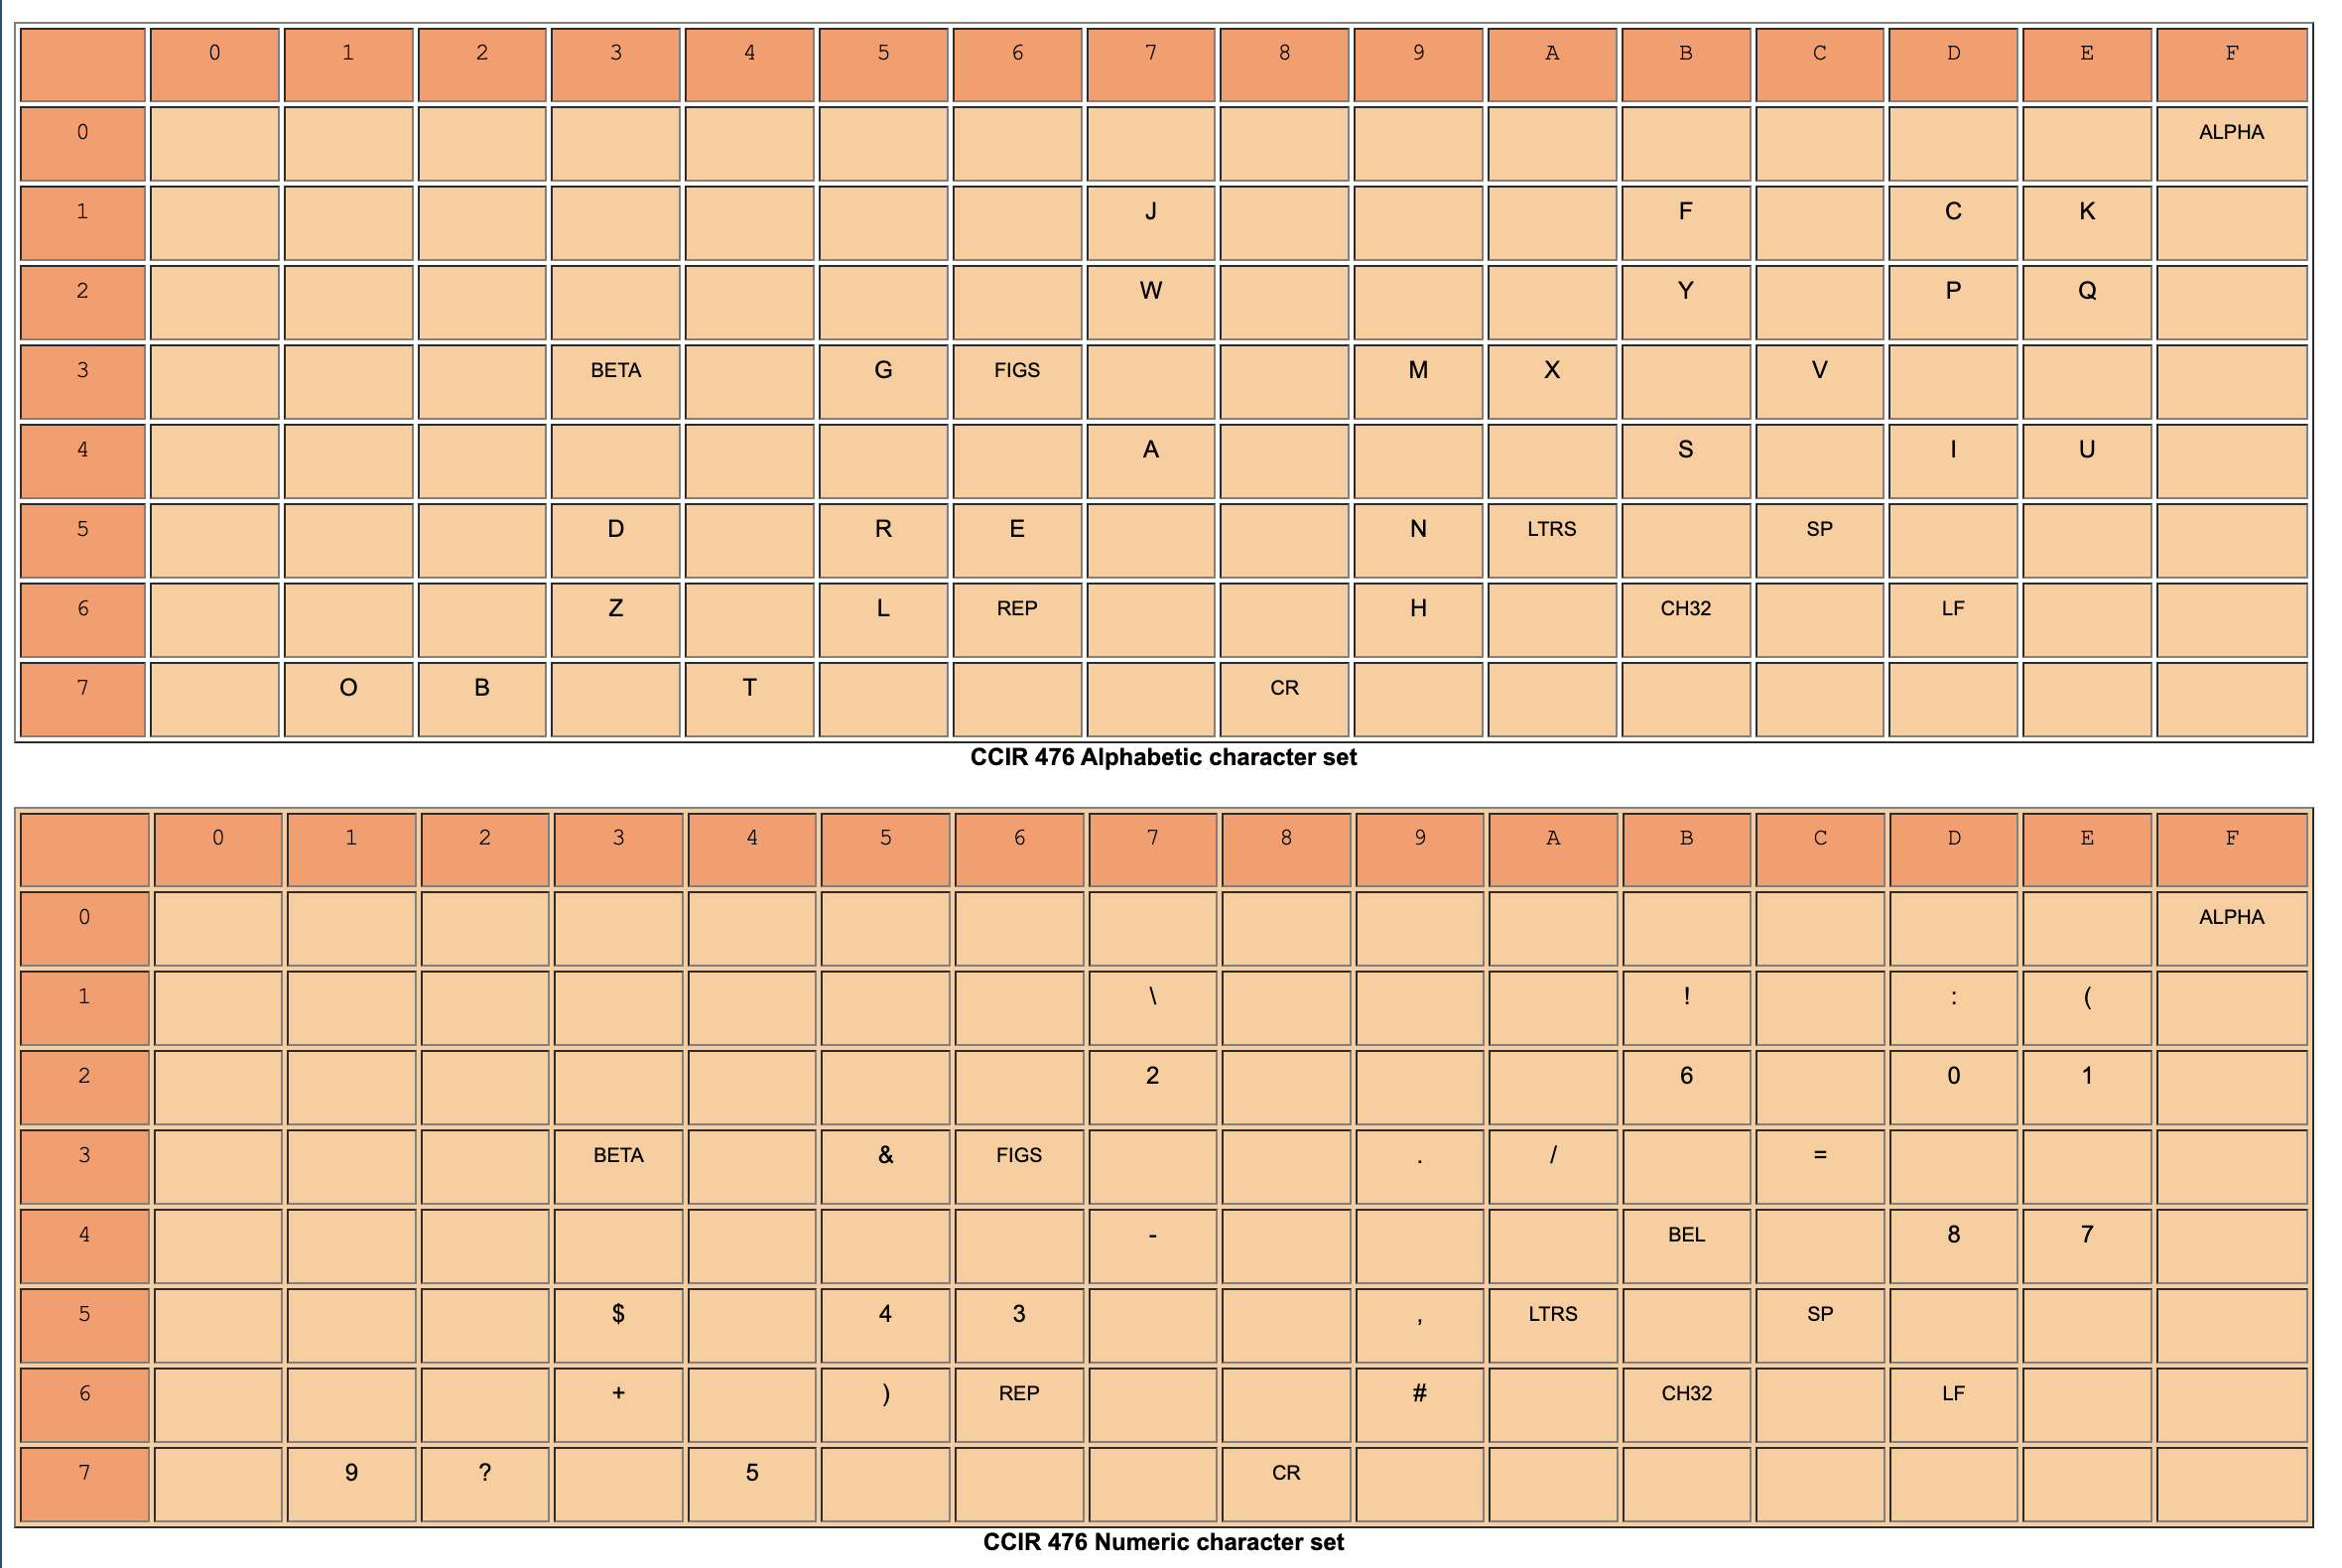 0 1 2 3 4 5 6 7 8 9 A B C D E F
0 ALPHA
1 J F C K
2 W Y P Q
3 BETA G FIGS M X V
4 A S I U
5 D R E N LTRS SP
6 Z L REP H CH32 LF
7 O B T CR
CCIR 476 Alphabetic character set
0 1 2 3 4 5 6 7 8 9 A B C D E F
0 ALPHA
1 \ ! : (
2 2 6 0 1
3 BETA & FIGS . / =
4 - BEL 8 7
5 $ 4 3 , LTRS SP
6 + ) REP # CH32 LF
7 9 ? 5 CR
CCIR 476 Numeric character set